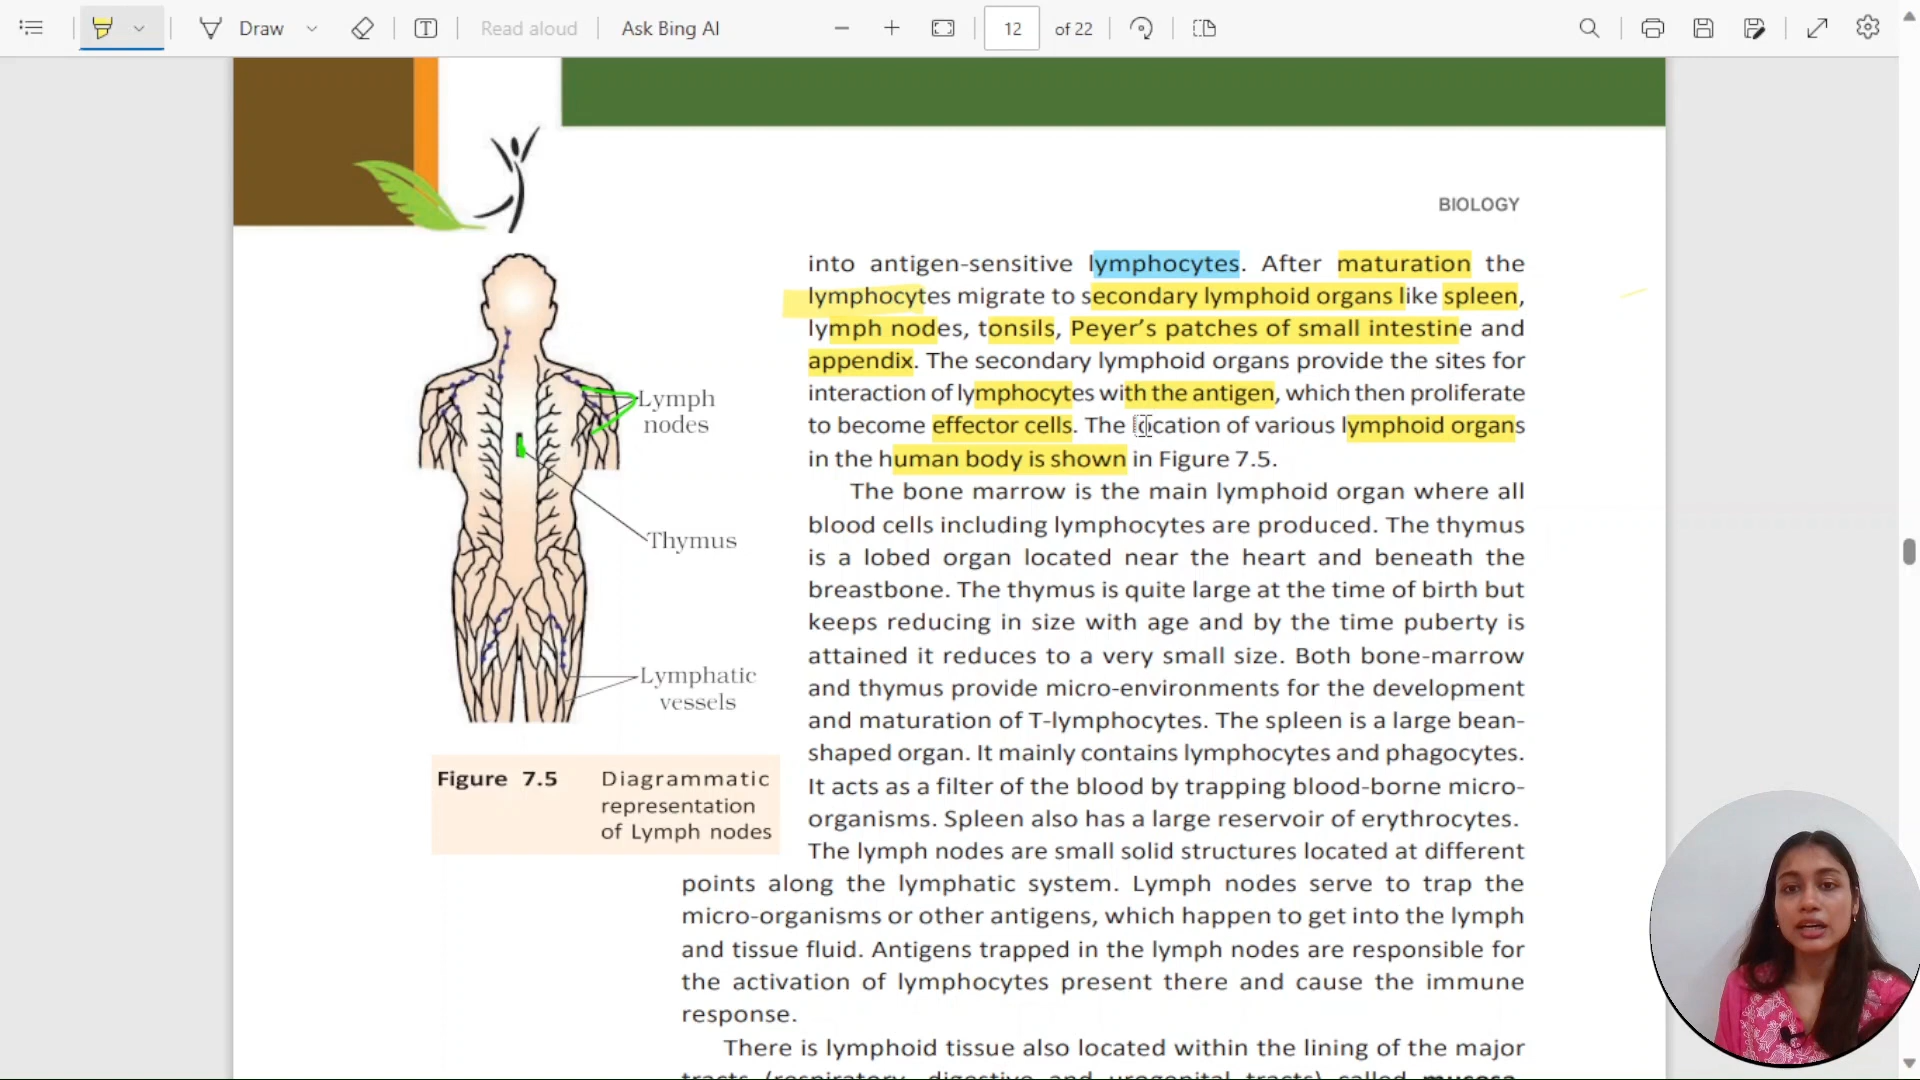 Draw
Read aloud
Ask Bing AI
12
of 22
BIOLOGY
into antigen-sensitive lymphocytes. After maturation the
lymphocytes migrate to secondary lymphoid organs like spleen,
lymph nodes, tonsils, Peyer's patches of small intestine and
appendix. The secondary lymphoid organs provide the sites for
interaction of lymphocytes with the antigen, which then proliferate
to become effector cells. The location of various lymphoid organs
in the human body is shown in Figure 7.5.
The bone marrow is the main lymphoid organ where all
blood cells including lymphocytes are produced. The thymus
is a lobed organ located near the heart and beneath the
breastbone. The thymus is quite large at the time of birth but
keeps reducing in size with age and by the time puberty is
attained it reduces to a very small size. Both bone-marrow
and thymus provide micro-environments for the development
and maturation of T-lymphocytes. The spleen is a large bean-
shaped organ. It mainly contains lymphocytes and phagocytes.
It acts as a filter of the blood by trapping blood-borne micro-
organisms. Spleen also has a large reservoir of erythrocytes.
The lymph nodes are small solid structures located at different
points along the lymphatic system. Lymph nodes serve to trap the
micro-organisms or other antigens, which happen to get into the lymph
and tissue fluid. Antigens trapped in the lymph nodes are responsible for
the activation of lymphocytes present there and cause the immune
response.
There is lymphoid tissue also located within the lining of the major
tracts (respiratory, digestive and urogenital tracts) called mucosa-
Lymph
nodes
Thymus
Lymphatic
vessels
Figure 7.5 Diagrammatic
representation
of Lymph nodes